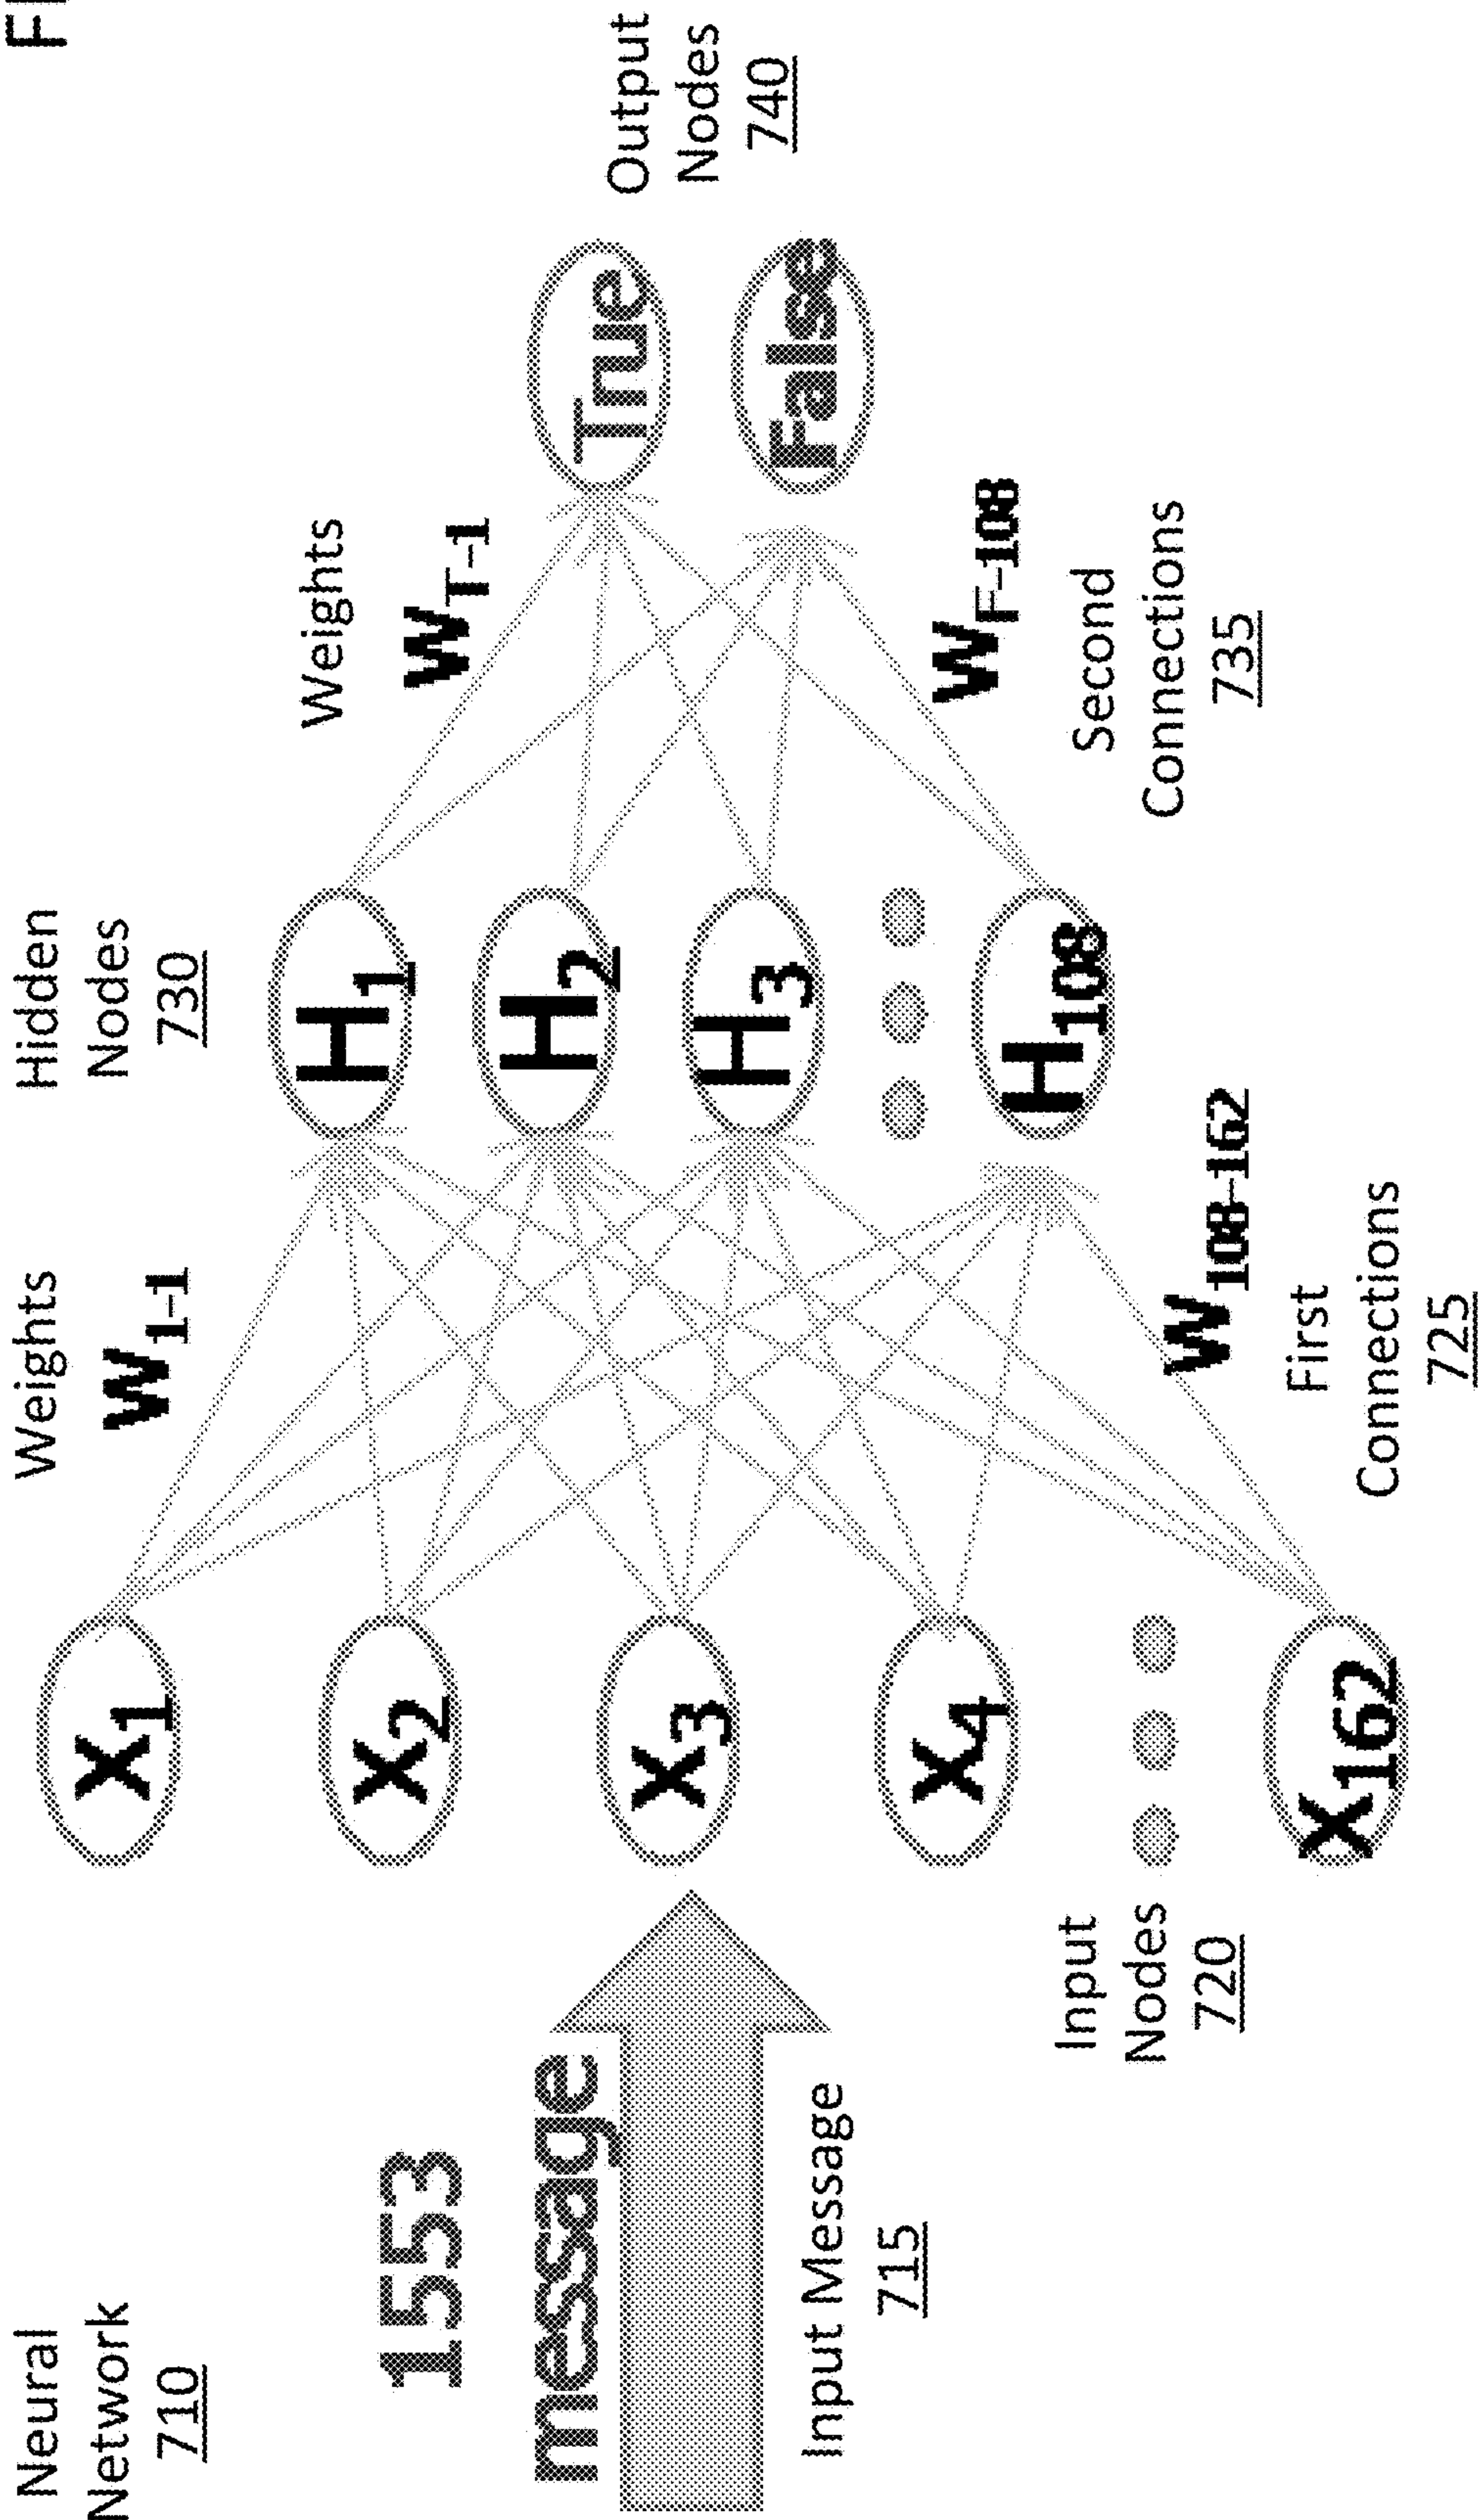 Neural
Network
710
1553
message
Input Message
715
Input
Nodes
720
X1
X2
X3
X4
X162
Weights
W1-1
W108-162
First
Connections
725
Hidden
Nodes
730
H1
H2
H3
H108
Weights
WT-1
WF-108
Second
Connections
735
True
False
Output
Nodes
740